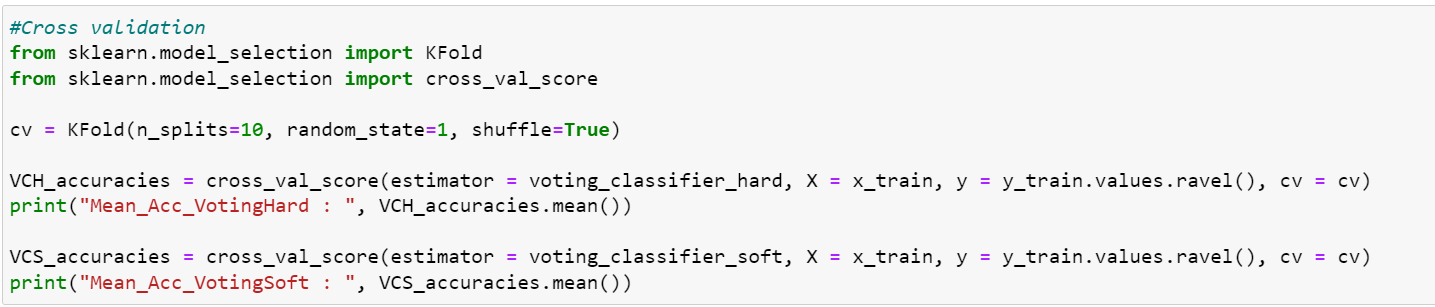 #Cross validation
from sklearn.model_selection import KFold
from sklearn.model_selection import cross_val_score
cv = KFold(n_splits=10, random_state=1, shuffle=True)
VCH_accuracies = cross_val_score(estimator = voting_classifier_hard, X = x_train, y = y_train.values.ravel(), cv = cv)
print("Mean_Acc_VotingHard : ", VCH_accuracies.mean())
VCS_accuracies = cross_val_score(estimator = voting_classifier_soft, X = x_train, y = y_train.values.ravel(), cv = cv)
print("Mean_Acc_VotingSoft : ", VCS_accuracies.mean())